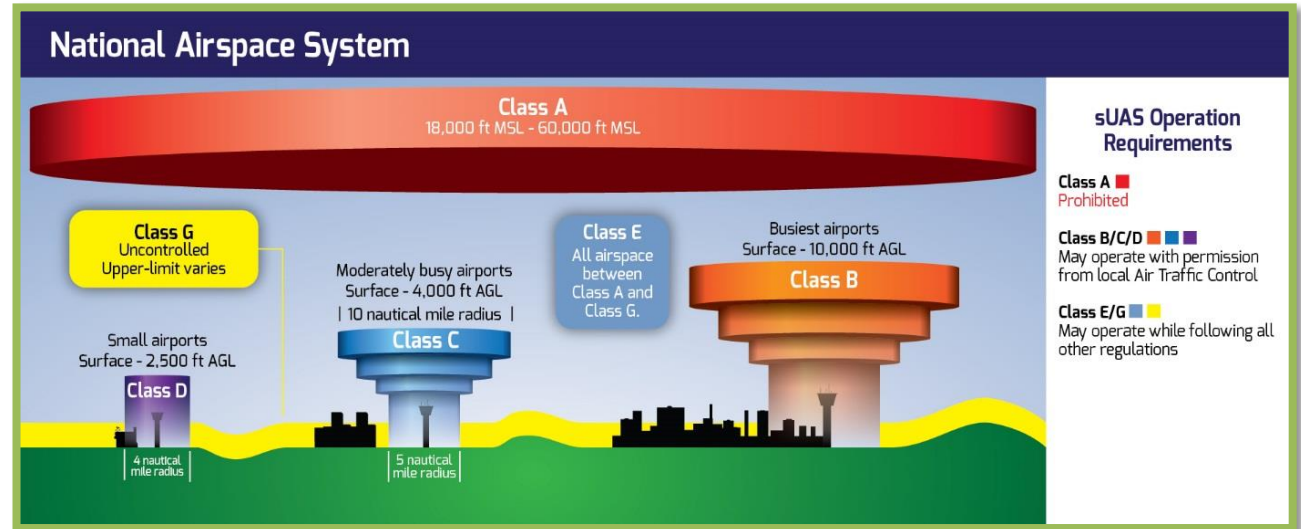 National Airspace System
Class A
18,000 ft MSL - 60,000 ft MSL
Class G
Uncontrolled
Upper-limit varies
Small airports
Surface - 2,500 ft AGL
Class D
4 nautical
mile radius
Moderately busy airports
Surface - 4,000 ft AGL
| 10 nautical mile radius |
Class C
5 nautical
mile radius
Class E
All airspace
between
Class A and
Class G.
Busiest airports
Surface - 10,000 ft AGL
Class B
sUAS Operation
Requirements
Class A
Prohibited
Class B/C/D
May operate with permission
from local Air Traffic Control
Class E/G
May operate while following all
other regulations